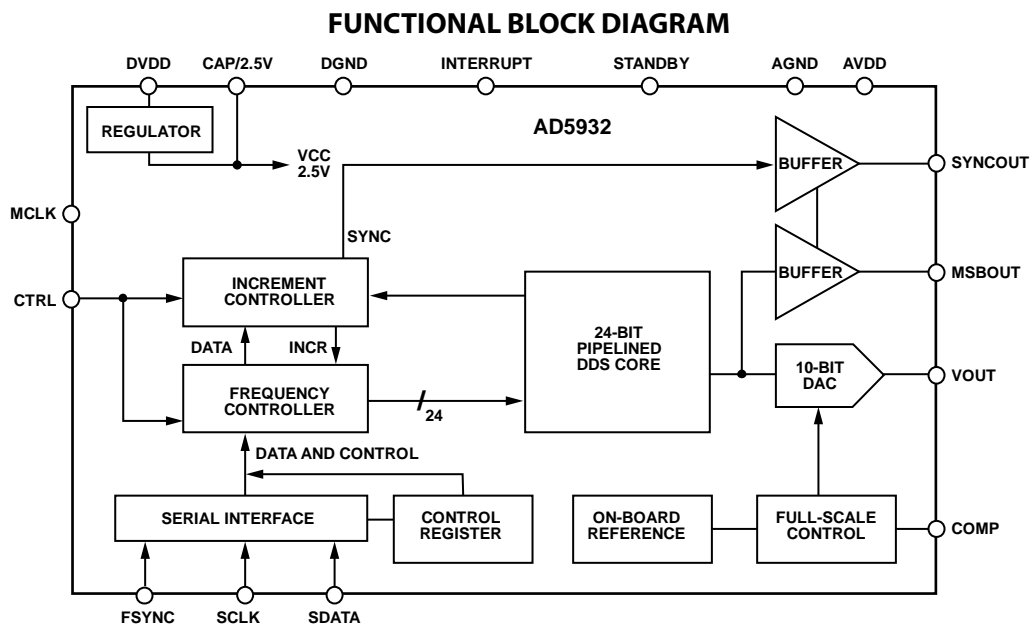 FUNCTIONAL BLOCK DIAGRAM
DVDD
CAP/2.5V
DGND
INTERRUPT
STANDBY
AGND
AVDD
REGULATOR
VCC
2.5V
AD5932
BUFFER
SYNCOUT
MCLK
SYNC
BUFFER
MSBOUT
CTRL
INCREMENT
CONTROLLER
DATA
INCR
24-BIT
PIPELINED
DDS CORE
10-BIT
DAC
VOUT
FREQUENCY
CONTROLLER
24
DATA AND CONTROL
SERIAL INTERFACE
CONTROL
REGISTER
ON-BOARD
REFERENCE
FULL-SCALE
CONTROL
COMP
FSYNC
SCLK
SDATA